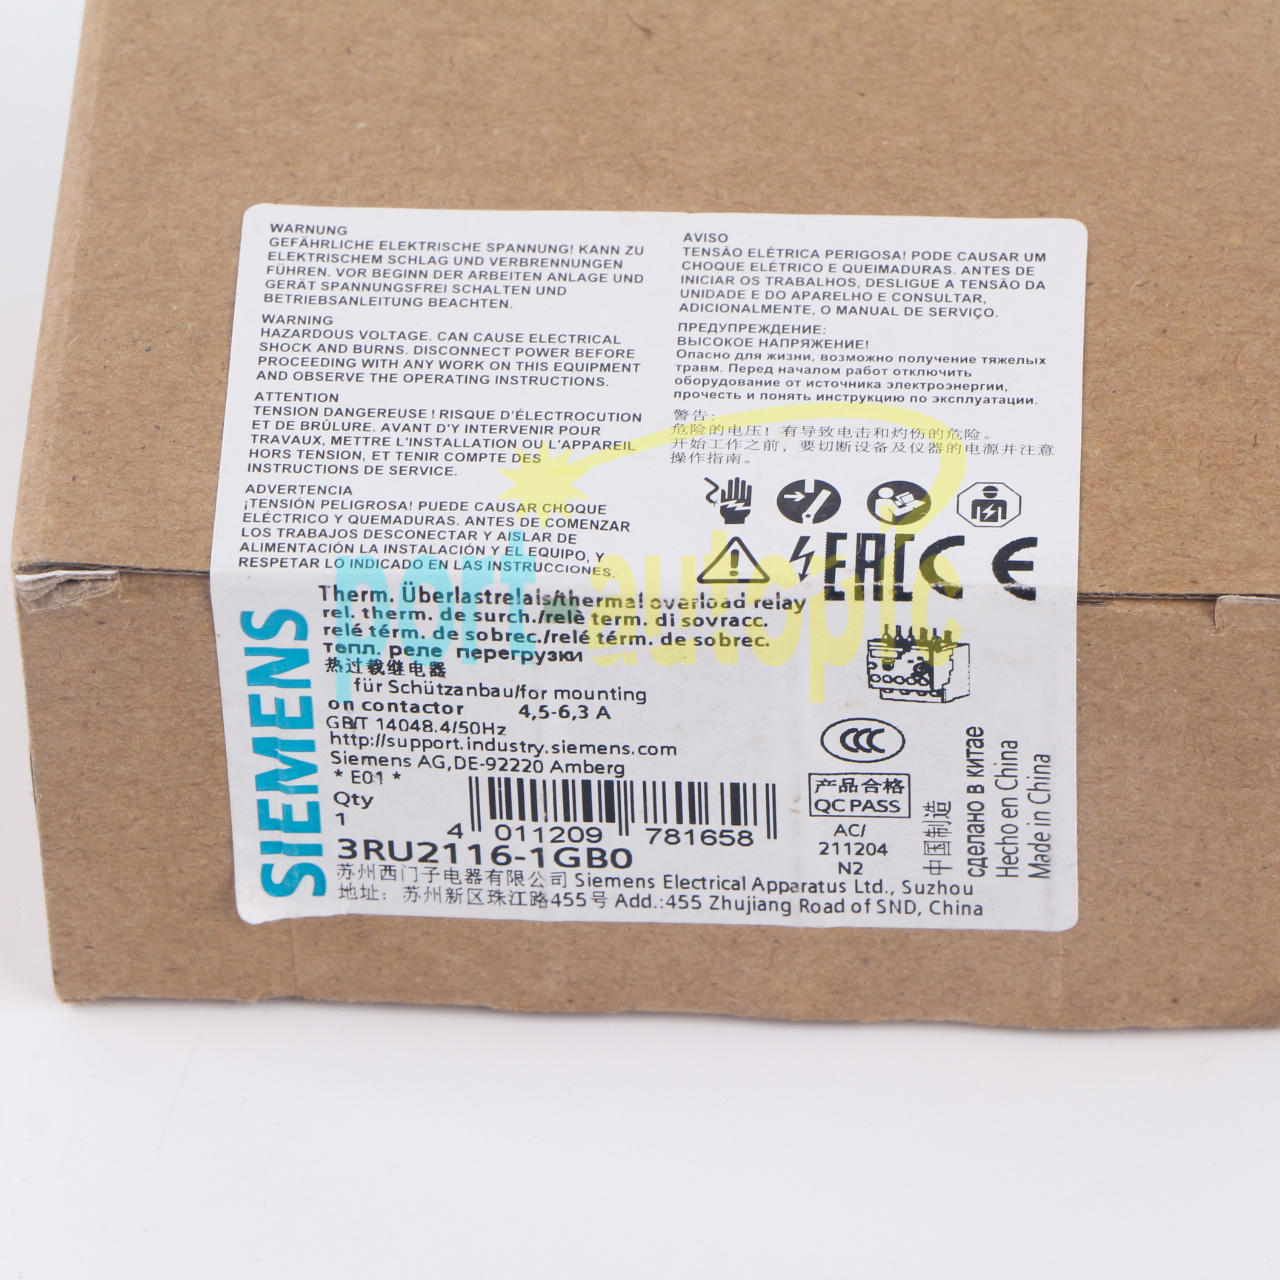 WARNUNG
GEFÄHRLICHE ELEKTRISCHE SPANNUNG! KANN ZU
ELEKTRISCHEM SCHLAG UND VERBRENNUNGEN
FÜHREN. VOR BEGINN DER ARBEITEN ANLAGE UND
GERÄT SPANNUNGSFREI SCHALTEN UND
BETRIEBSANLEITUNG BEACHTEN.
WARNING
HAZARDOUS VOLTAGE. CAN CAUSE ELECTRICAL
SHOCK AND BURNS. DISCONNECT POWER BEFORE
PROCEEDING WITH ANY WORK ON THIS EQUIPMENT
AND OBSERVE THE OPERATING INSTRUCTIONS.
ATTENTION
TENSION DANGEREUSE ! RISQUE D'ÉLECTROCUTION
ET DE BRÛLURE. AVANT D'Y INTERVENIR POUR
TRAVAUX, METTRE L'INSTALLATION OU L'APPAREIL
HORS TENSION, ET TENIR COMPTE DES
INSTRUCTIONS DE SERVICE.
ADVERTENCIA
¡TENSIÓN PELIGROSA! PUEDE CAUSAR CHOQUE
ELÉCTRICO Y QUEMADURAS. ANTES DE COMENZAR
LOS TRABAJOS DESCONECTAR Y AISLAR DE
ALIMENTACIÓN LA INSTALACIÓN Y EL EQUIPO, Y
RESPETAR LO INDICADO EN LAS INSTRUCCIONES.
AVISO
TENSÃO ELÉTRICA PERIGOSA! PODE CAUSAR UM
CHOQUE ELÉTRICO E QUEIMADURAS. ANTES DE
INICIAR OS TRABALHOS, DESLIGUE A TENSÃO DA
UNIDADE E DO APARELHO E CONSULTAR,
ADICIONALMENTE, O MANUAL DE SERVIÇO.
ПРЕДУПРЕЖДЕНИЕ:
ВЫСОКОЕ НАПРЯЖЕНИЕ!
Опасно для жизни, возможно получение тяжелых
травм. Перед началом работ отключить
оборудование от источника электроэнергии,
прочесть и понять инструкцию по эксплуатации.
警告:
危险的电压! 有导致电击和灼伤的危险。
开始工作之前, 要切断设备及仪器的电源并注意
操作指南。
EAC CE
port autopic
SIEMENS
Therm. Überlastrelais/thermal overload relay
rel. therm. de surch./relè term. di sovracc.
relé térm. de sobrec./relé térm. de sobrec.
тепл. реле перегрузки
热过载继电器
für Schützanbau/for mounting
on contactor 4,5-6,3 A
GB/T 14048.4/50Hz
http://support.industry.siemens.com
Siemens AG,DE-92220 Amberg
* E01 *
Qty
1
4 011209 781658
3RU2116-1GB0
苏州西门子电器有限公司 Siemens Electrical Apparatus Ltd., Suzhou
地址: 苏州新区珠江路455号 Add.:455 Zhujiang Road of SND, China
CCC
产品合格
QC PASS
AC/
211204
N2
中国制造
сделано в Китае
Hecho en China
Made in China